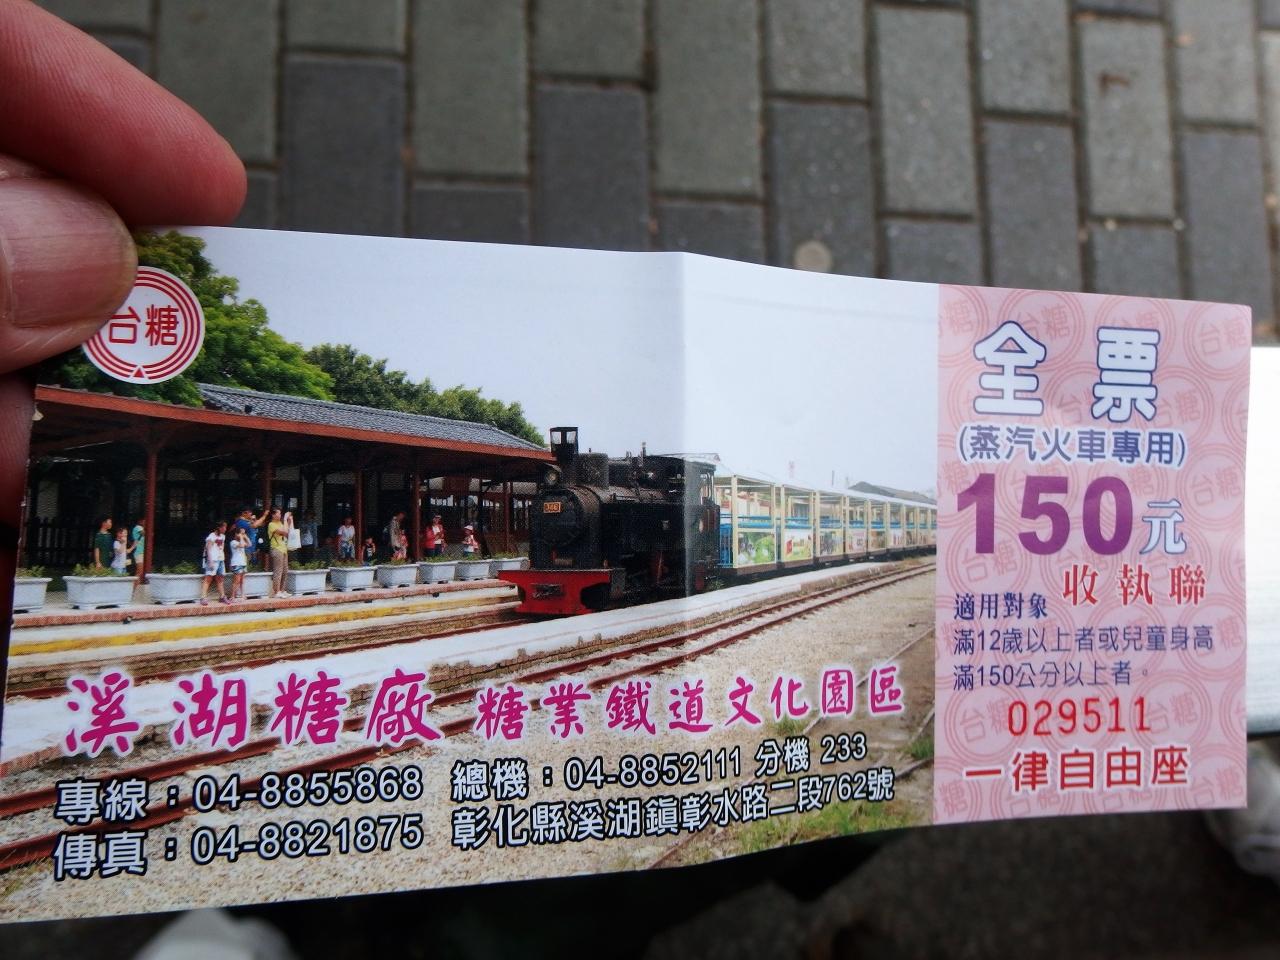 台糖
346
溪湖糖廠 糖業鐵道文化園區
專線：04-8855868 總機：04-8852111 分機 233
傳真：04-8821875 彰化縣溪湖鎮彰水路二段762號
全票
(蒸汽火車專用)
150元
收執聯
適用對象
滿12歲以上者或兒童身高
滿150公分以上者。
029511
一律自由座